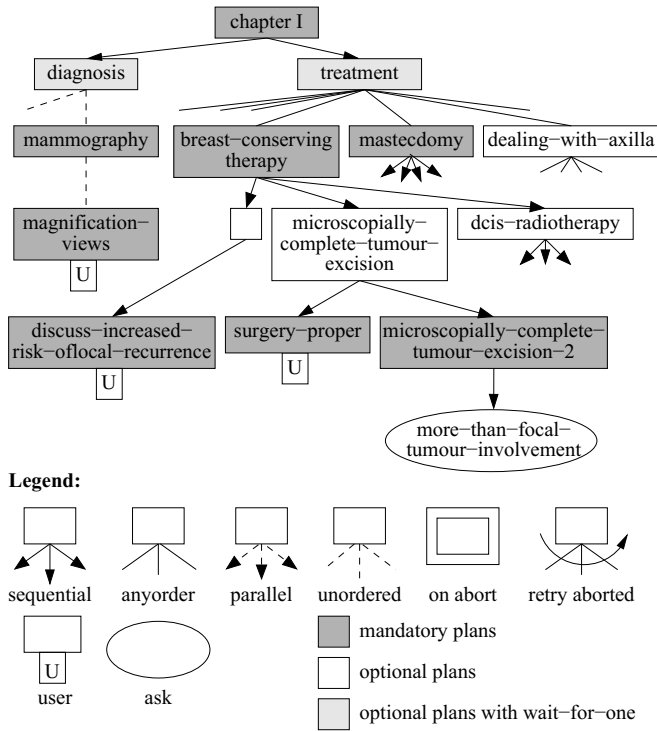 chapter I
diagnosis
treatment
mammography
breast−conserving
therapy
mastecdomy
dealing−with−axilla
magnification−
views
U
microscopially−
complete−tumour−
excision
dcis−radiotherapy
discuss−increased−
risk−oflocal−recurrence
U
surgery−proper
U
microscopially−complete−
tumour−excision−2
more−than−focal−
tumour−involvement
Legend:
sequential
anyorder
parallel
unordered
on abort
retry aborted
U
user
ask
mandatory plans
optional plans
optional plans with wait−for−one